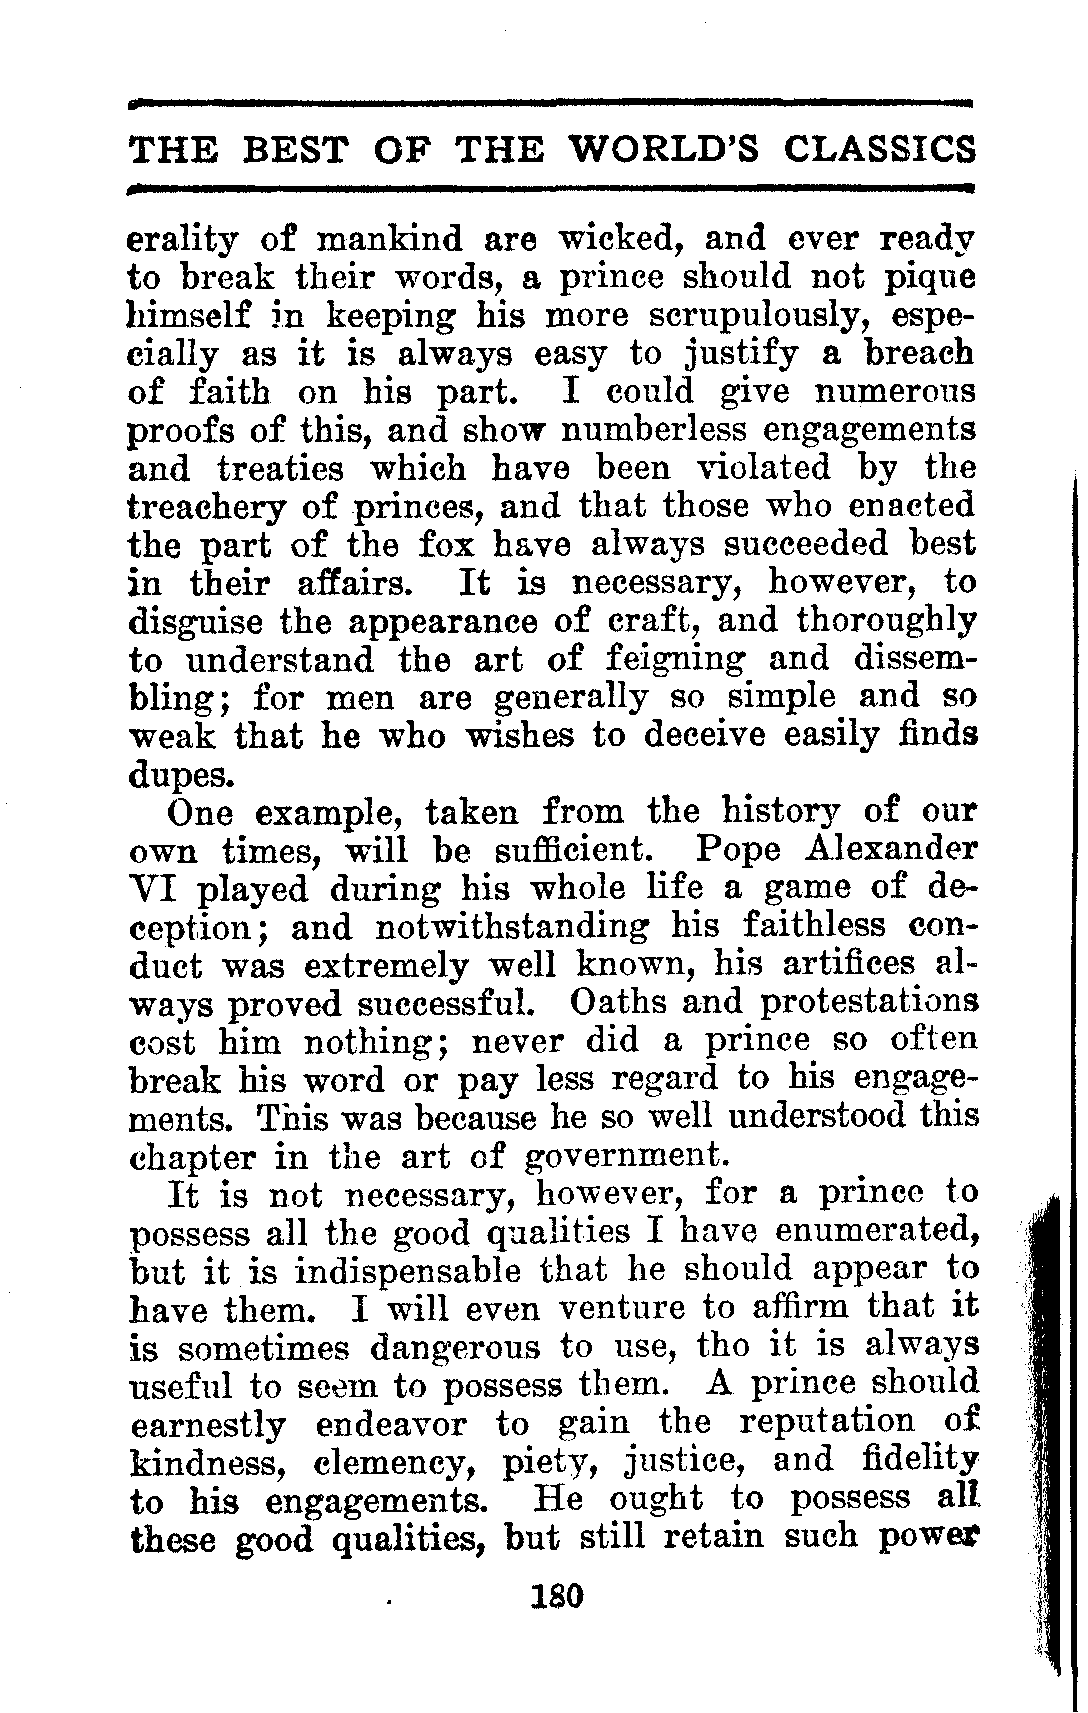 THE BEST OF THE WORLD'S CLASSICS
erality of mankind are wicked, and ever ready
to break their words, a prince should not pique
himself in keeping his more scrupulously, espe-
cially as it is always easy to justify a breach
of faith on his part. I could give numerous
proofs of this, and show numberless engagements
and treaties which have been violated by the
treachery of princes, and that those who enacted
the part of the fox have always succeeded best
in their affairs. It is necessary, however, to
disguise the appearance of craft, and thoroughly
to understand the art of feigning and dissem-
bling; for men are generally so simple and so
weak that he who wishes to deceive easily finds
dupes.
One example, taken from the history of our
own times, will be sufficient. Pope Alexander
VI played during his whole life a game of de-
ception; and notwithstanding his faithless con-
duct was extremely well known, his artifices al-
ways proved successful. Oaths and protestations
cost him nothing; never did a prince so often
break his word or pay less regard to his engage-
ments. This was because he so well understood this
chapter in the art of government.
It is not necessary, however, for a prince to
possess all the good qualities I have enumerated,
but it is indispensable that he should appear to
have them. I will even venture to affirm that it
is sometimes dangerous to use, tho it is always
useful to seem to possess them. A prince should
earnestly endeavor to gain the reputation of
kindness, clemency, piety, justice, and fidelity
to his engagements. He ought to possess all
these good qualities, but still retain such power
180